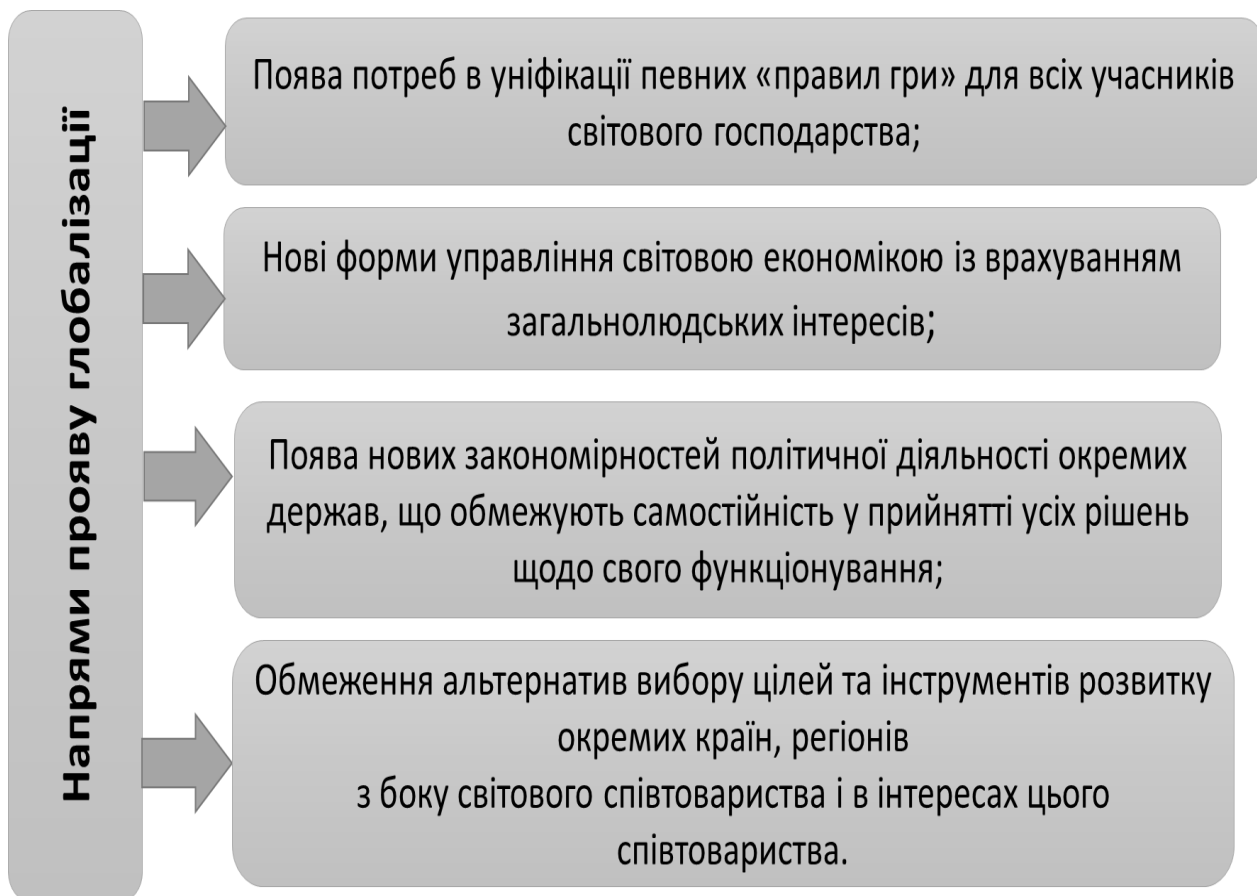 Напрями прояву глобалізації
Поява потреб в уніфікації певних «правил гри» для всіх учасників
світового господарства;
Нові форми управління світовою економікою із врахуванням
загальнолюдських інтересів;
Поява нових закономірностей політичної діяльності окремих
держав, що обмежують самостійність у прийнятті усіх рішень
щодо свого функціонування;
Обмеження альтернатив вибору цілей та інструментів розвитку
окремих країн, регіонів
з боку світового співтовариства і в інтересах цього
співтовариства.